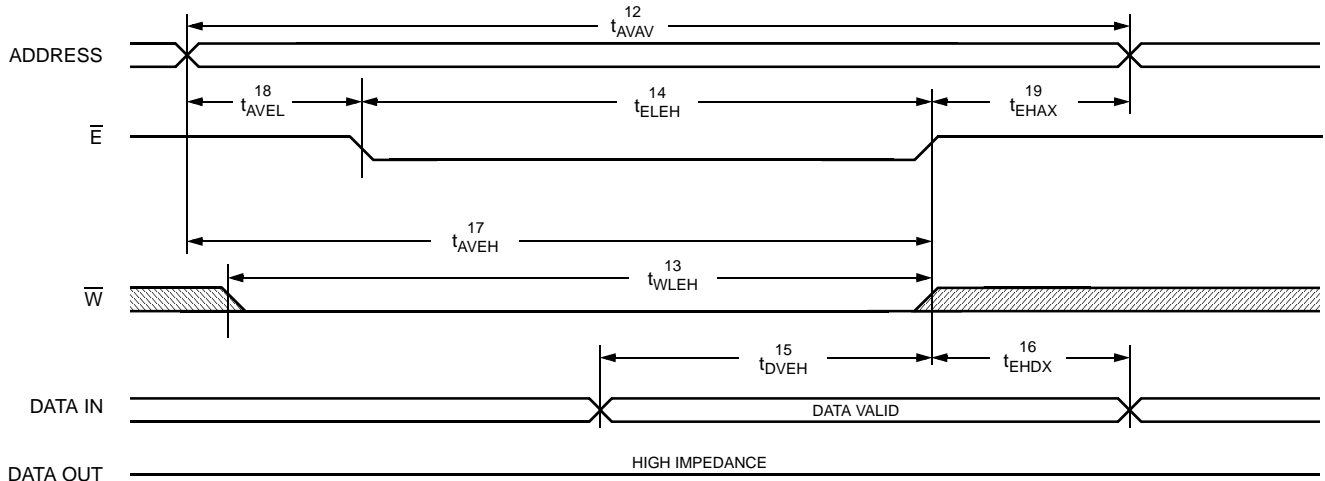 12
tAVAV
ADDRESS
18
tAVEL
14
tELEH
19
tEHAX
E̅
17
tAVEH
13
tWLEH
W̅
15
tDVEH
16
tEHDX
DATA IN
DATA VALID
DATA OUT
HIGH IMPEDANCE